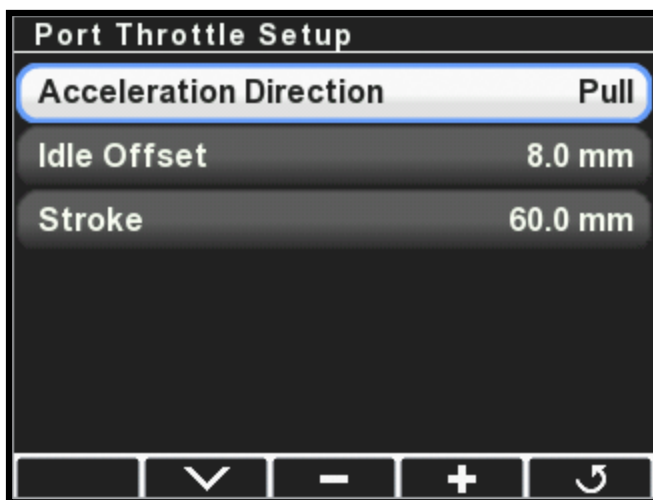 Port Throttle Setup
Acceleration Direction Pull
Idle Offset 8.0 mm
Stroke 60.0 mm